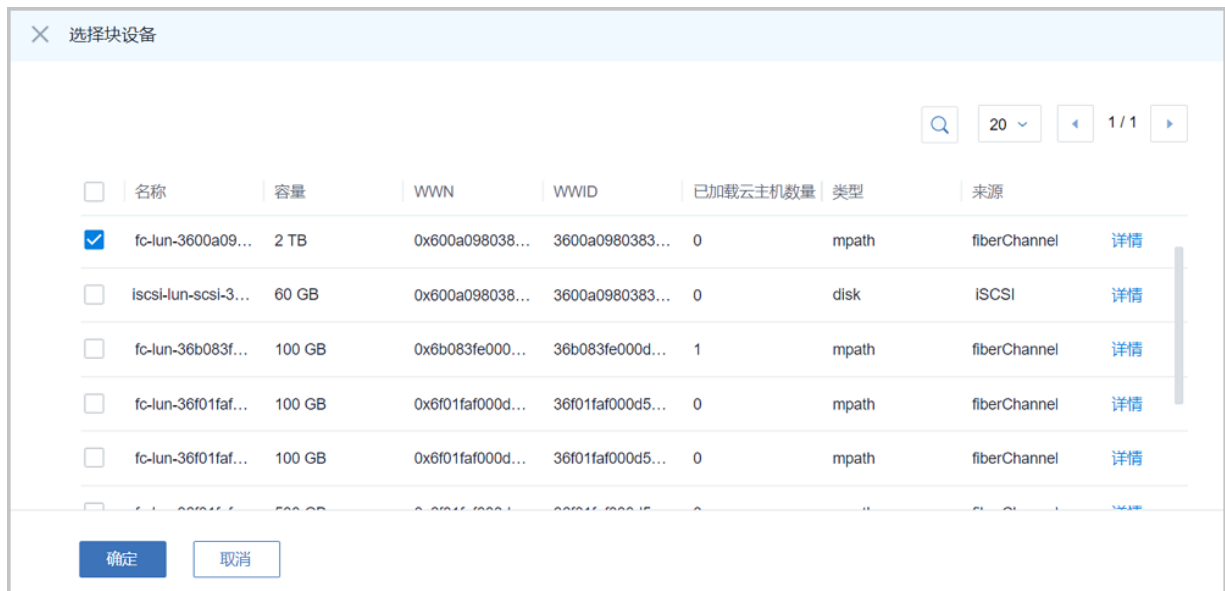 选择块设备
20 1 / 1
名称 容量 WWN WWID 已加载云主机数量 类型 来源
fc-lun-3600a09... 2 TB 0x600a098038... 3600a0980383... 0 mpath fiberChannel 详情
iscsi-lun-scsi-3... 60 GB 0x600a098038... 3600a0980383... 0 disk iSCSI 详情
fc-lun-36b083f... 100 GB 0x6b083fe000... 36b083fe000d... 1 mpath fiberChannel 详情
fc-lun-36f01faf... 100 GB 0x6f01faf000d... 36f01faf000d5... 0 mpath fiberChannel 详情
fc-lun-36f01faf... 100 GB 0x6f01faf000d... 36f01faf000d5... 0 mpath fiberChannel 详情
确定 取消